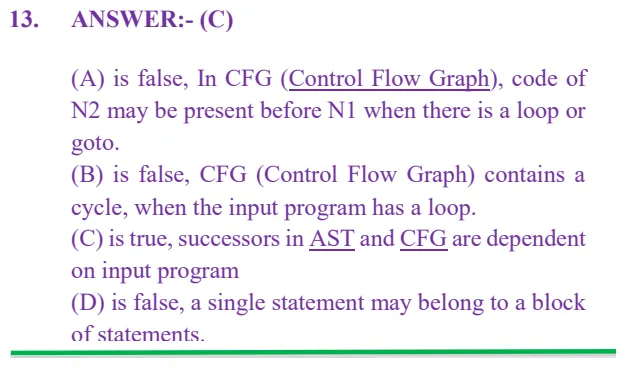 13. ANSWER:- (C)
(A) is false, In CFG (Control Flow Graph), code of
N2 may be present before N1 when there is a loop or
goto.
(B) is false, CFG (Control Flow Graph) contains a
cycle, when the input program has a loop.
(C) is true, successors in AST and CFG are dependent
on input program
(D) is false, a single statement may belong to a block
of statements.